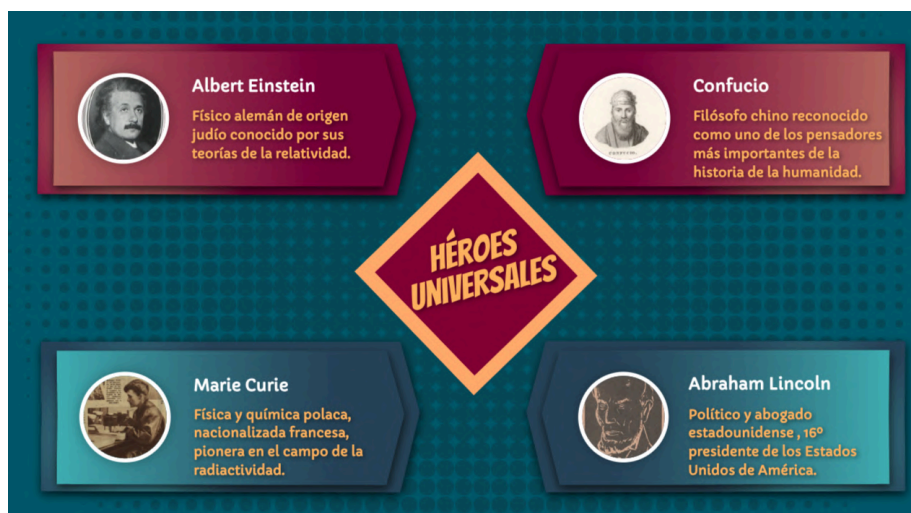 Albert Einstein
Físico alemán de origen
judío conocido por sus
teorías de la relatividad.
Confucio
Filósofo chino reconocido
como uno de los pensadores
más importantes de la
historia de la humanidad.
HÉROES
UNIVERSALES
Marie Curie
Física y química polaca,
nacionalizada francesa,
pionera en el campo de la
radiactividad.
Abraham Lincoln
Político y abogado
estadounidense , 16º
presidente de los Estados
Unidos de América.